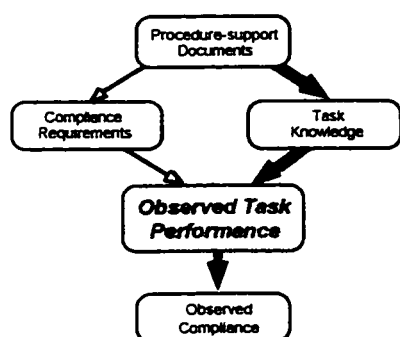 Procedure-support
Documents
Compliance
Requirements
Task
Knowledge
Observed Task
Performance
Observed
Compliance